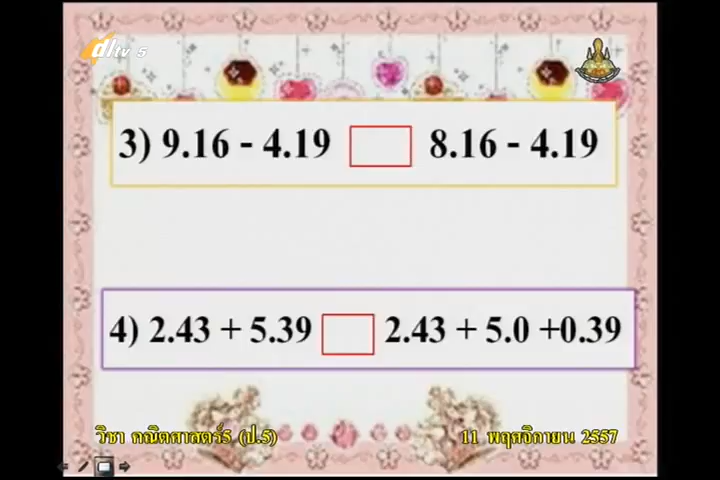 dltv 5
3) 9.16 - 4.19 8.16 - 4.19
4) 2.43 + 5.39 2.43 + 5.0 +0.39
วิชา คณิตศาสตร์5 (ป.5) 11 พฤศจิกายน 2557